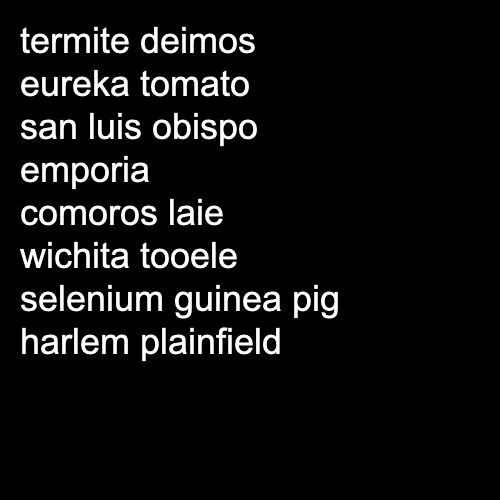 termite deimos
eureka tomato
san luis obispo
emporia
comoros laie
wichita tooele
selenium guinea pig
harlem plainfield